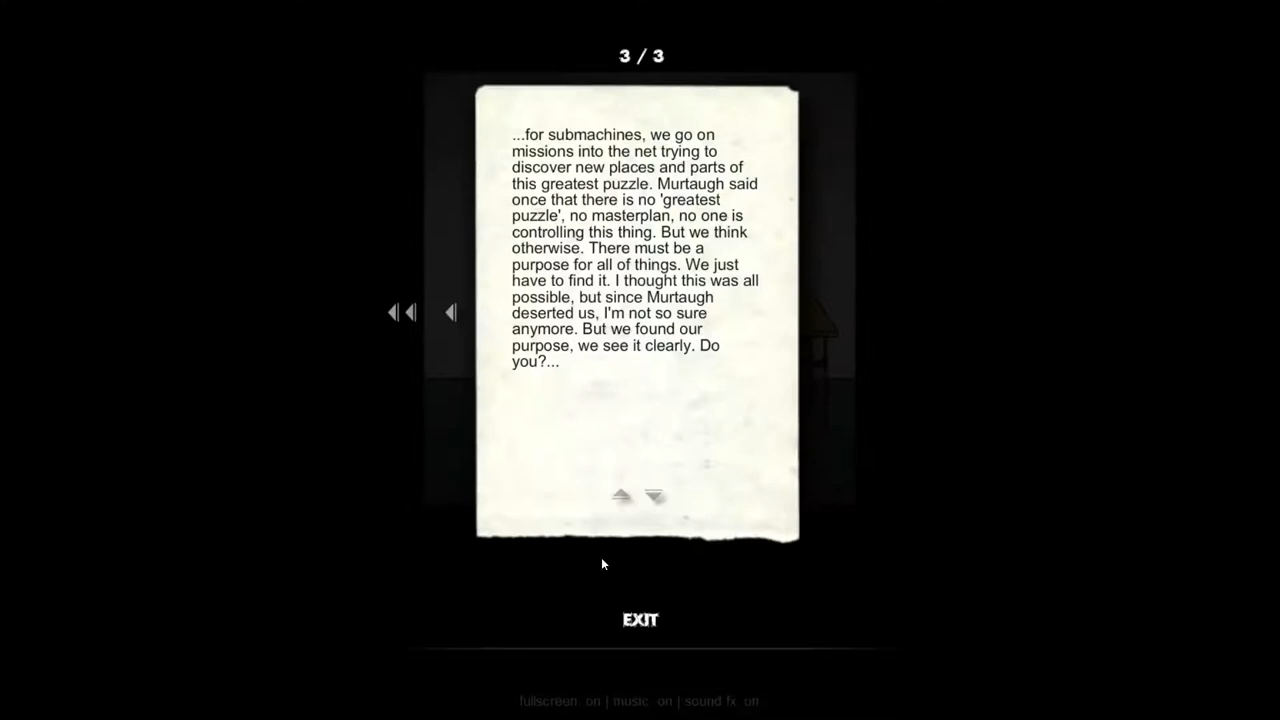 3 / 3
...for submachines, we go on
missions into the net trying to
discover new places and parts of
this greatest puzzle. Murtaugh said
once that there is no 'greatest
puzzle', no masterplan, no one is
controlling this thing. But we think
otherwise. There must be a
purpose for all of things. We just
have to find it. I thought this was all
possible, but since Murtaugh
deserted us, I'm not so sure
anymore. But we found our
purpose, we see it clearly. Do
you?...
EXIT
fullscreen on | music on | sound fx on